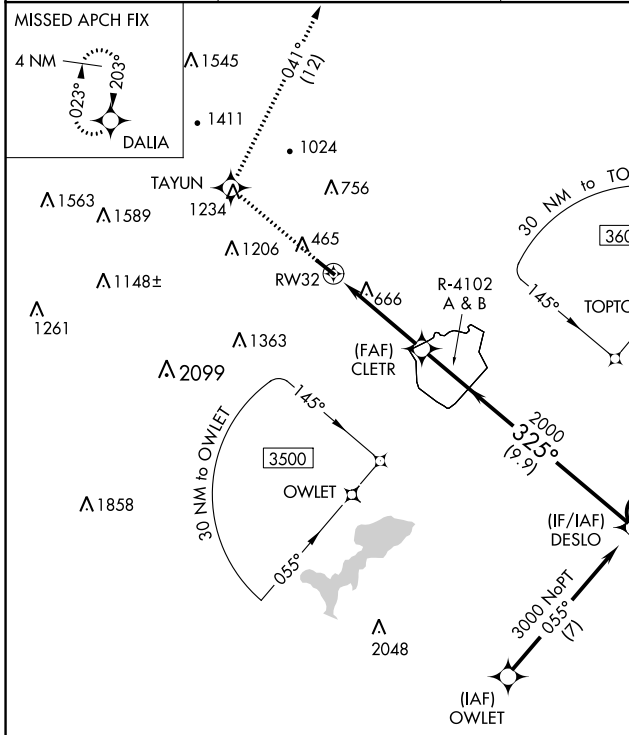 MISSED APCH FIX
4 NM
023°
203°
DALIA
1545
041°
(12)
1411
1024
TAYUN
1234
756
1563
1589
1206
465
30 NM to TO
360
RW32
1148±
666
R-4102
A & B
145°
TOPTO
1261
1363
(FAF)
CLETR
2099
145°
3500
30 NM to OWLET
OWLET
055°
2000
325°
(9.9)
1858
(IF/IAF)
DESLO
3000 NoPT
055°
(7)
2048
(IAF)
OWLET